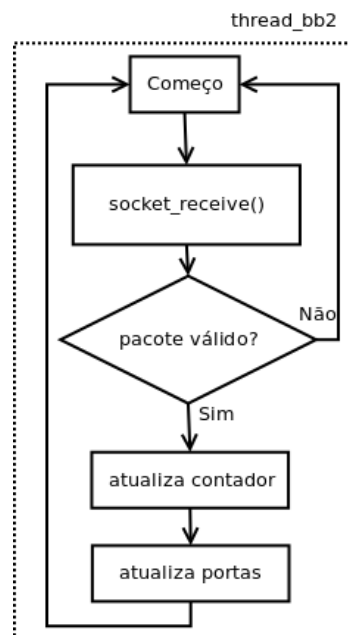 thread_bb2
Começo
socket_receive()
pacote válido?
Não
Sim
atualiza contador
atualiza portas